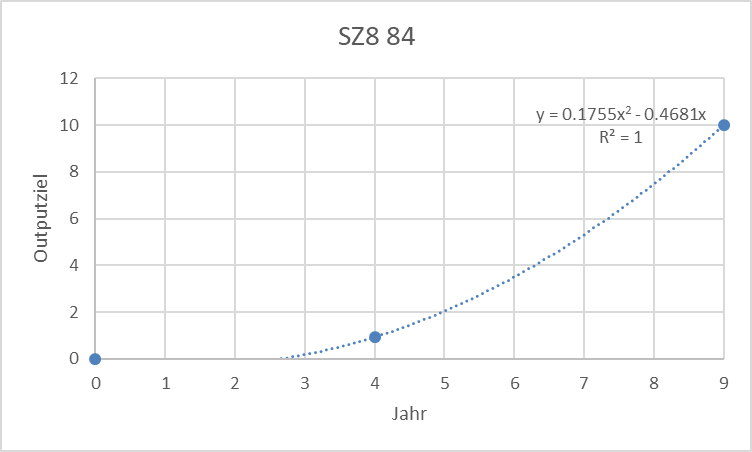 SZ8 84
12
10
8
6
4
2
0
y = 0.1755x² - 0.4681x
R² = 1
Outputziel
0 1 2 3 4 5 6 7 8 9
Jahr